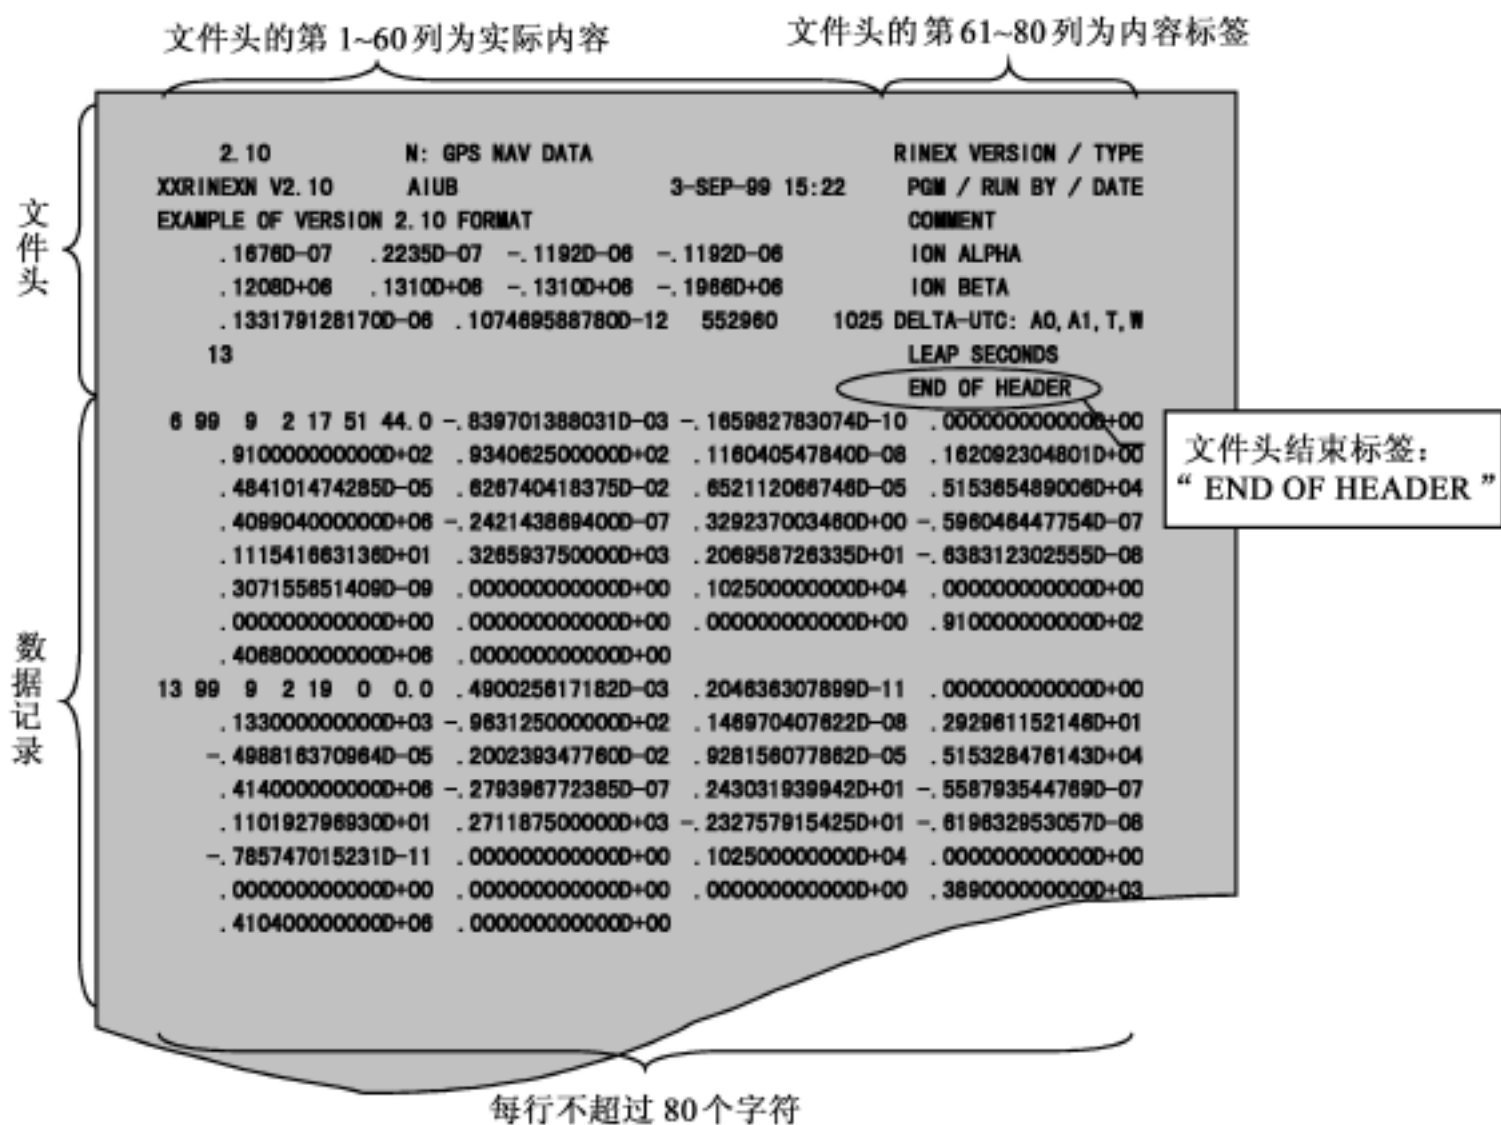 文件头的第 1~60 列为实际内容
文件头的第 61~80 列为内容标签
2.10 N: GPS NAV DATA RINEX VERSION / TYPE
XXRINEXN V2.10 AIUB 3-SEP-99 15:22 PGM / RUN BY / DATE
EXAMPLE OF VERSION 2.10 FORMAT COMMENT
.1676D-07 .2235D-07 -.1192D-06 -.1192D-06 ION ALPHA
.1208D+06 .1310D+06 -.1310D+06 -.1966D+06 ION BETA
.133179128170D-06 .107469588780D-12 552960 1025 DELTA-UTC: A0,A1,T,W
13 LEAP SECONDS
END OF HEADER
文件头
6 99 9 2 17 51 44.0 -.839701388031D-03 -.165982783074D-10 .000000000000D+00
.910000000000D+02 .934062500000D+02 .116040547840D-08 .162092304801D+00
.484101474285D-05 .626740418375D-02 .652112066746D-05 .515365489006D+04
.409904000000D+06 -.242143869400D-07 .329237003460D+00 -.596046447754D-07
.111541663136D+01 .326593750000D+03 .206958726335D+01 -.638312302555D-08
.307155651409D-09 .000000000000D+00 .102500000000D+04 .000000000000D+00
.000000000000D+00 .000000000000D+00 .000000000000D+00 .910000000000D+02
.406800000000D+06 .000000000000D+00
13 99 9 2 19 0 0.0 .490025617182D-03 .204636307899D-11 .000000000000D+00
.133000000000D+03 -.963125000000D+02 .146970407622D-08 .292961152146D+01
-.498816370964D-05 .200239347760D-02 .928156077862D-05 .515328476143D+04
.414000000000D+06 -.279396772385D-07 .243031939942D+01 -.558793544769D-07
.110192796930D+01 .271187500000D+03 -.232757915425D+01 -.619632953057D-08
-.785747015231D-11 .000000000000D+00 .102500000000D+04 .000000000000D+00
.000000000000D+00 .000000000000D+00 .000000000000D+00 .389000000000D+03
.410400000000D+06 .000000000000D+00
数据记录
文件头结束标签：
“ END OF HEADER ”
每行不超过 80 个字符